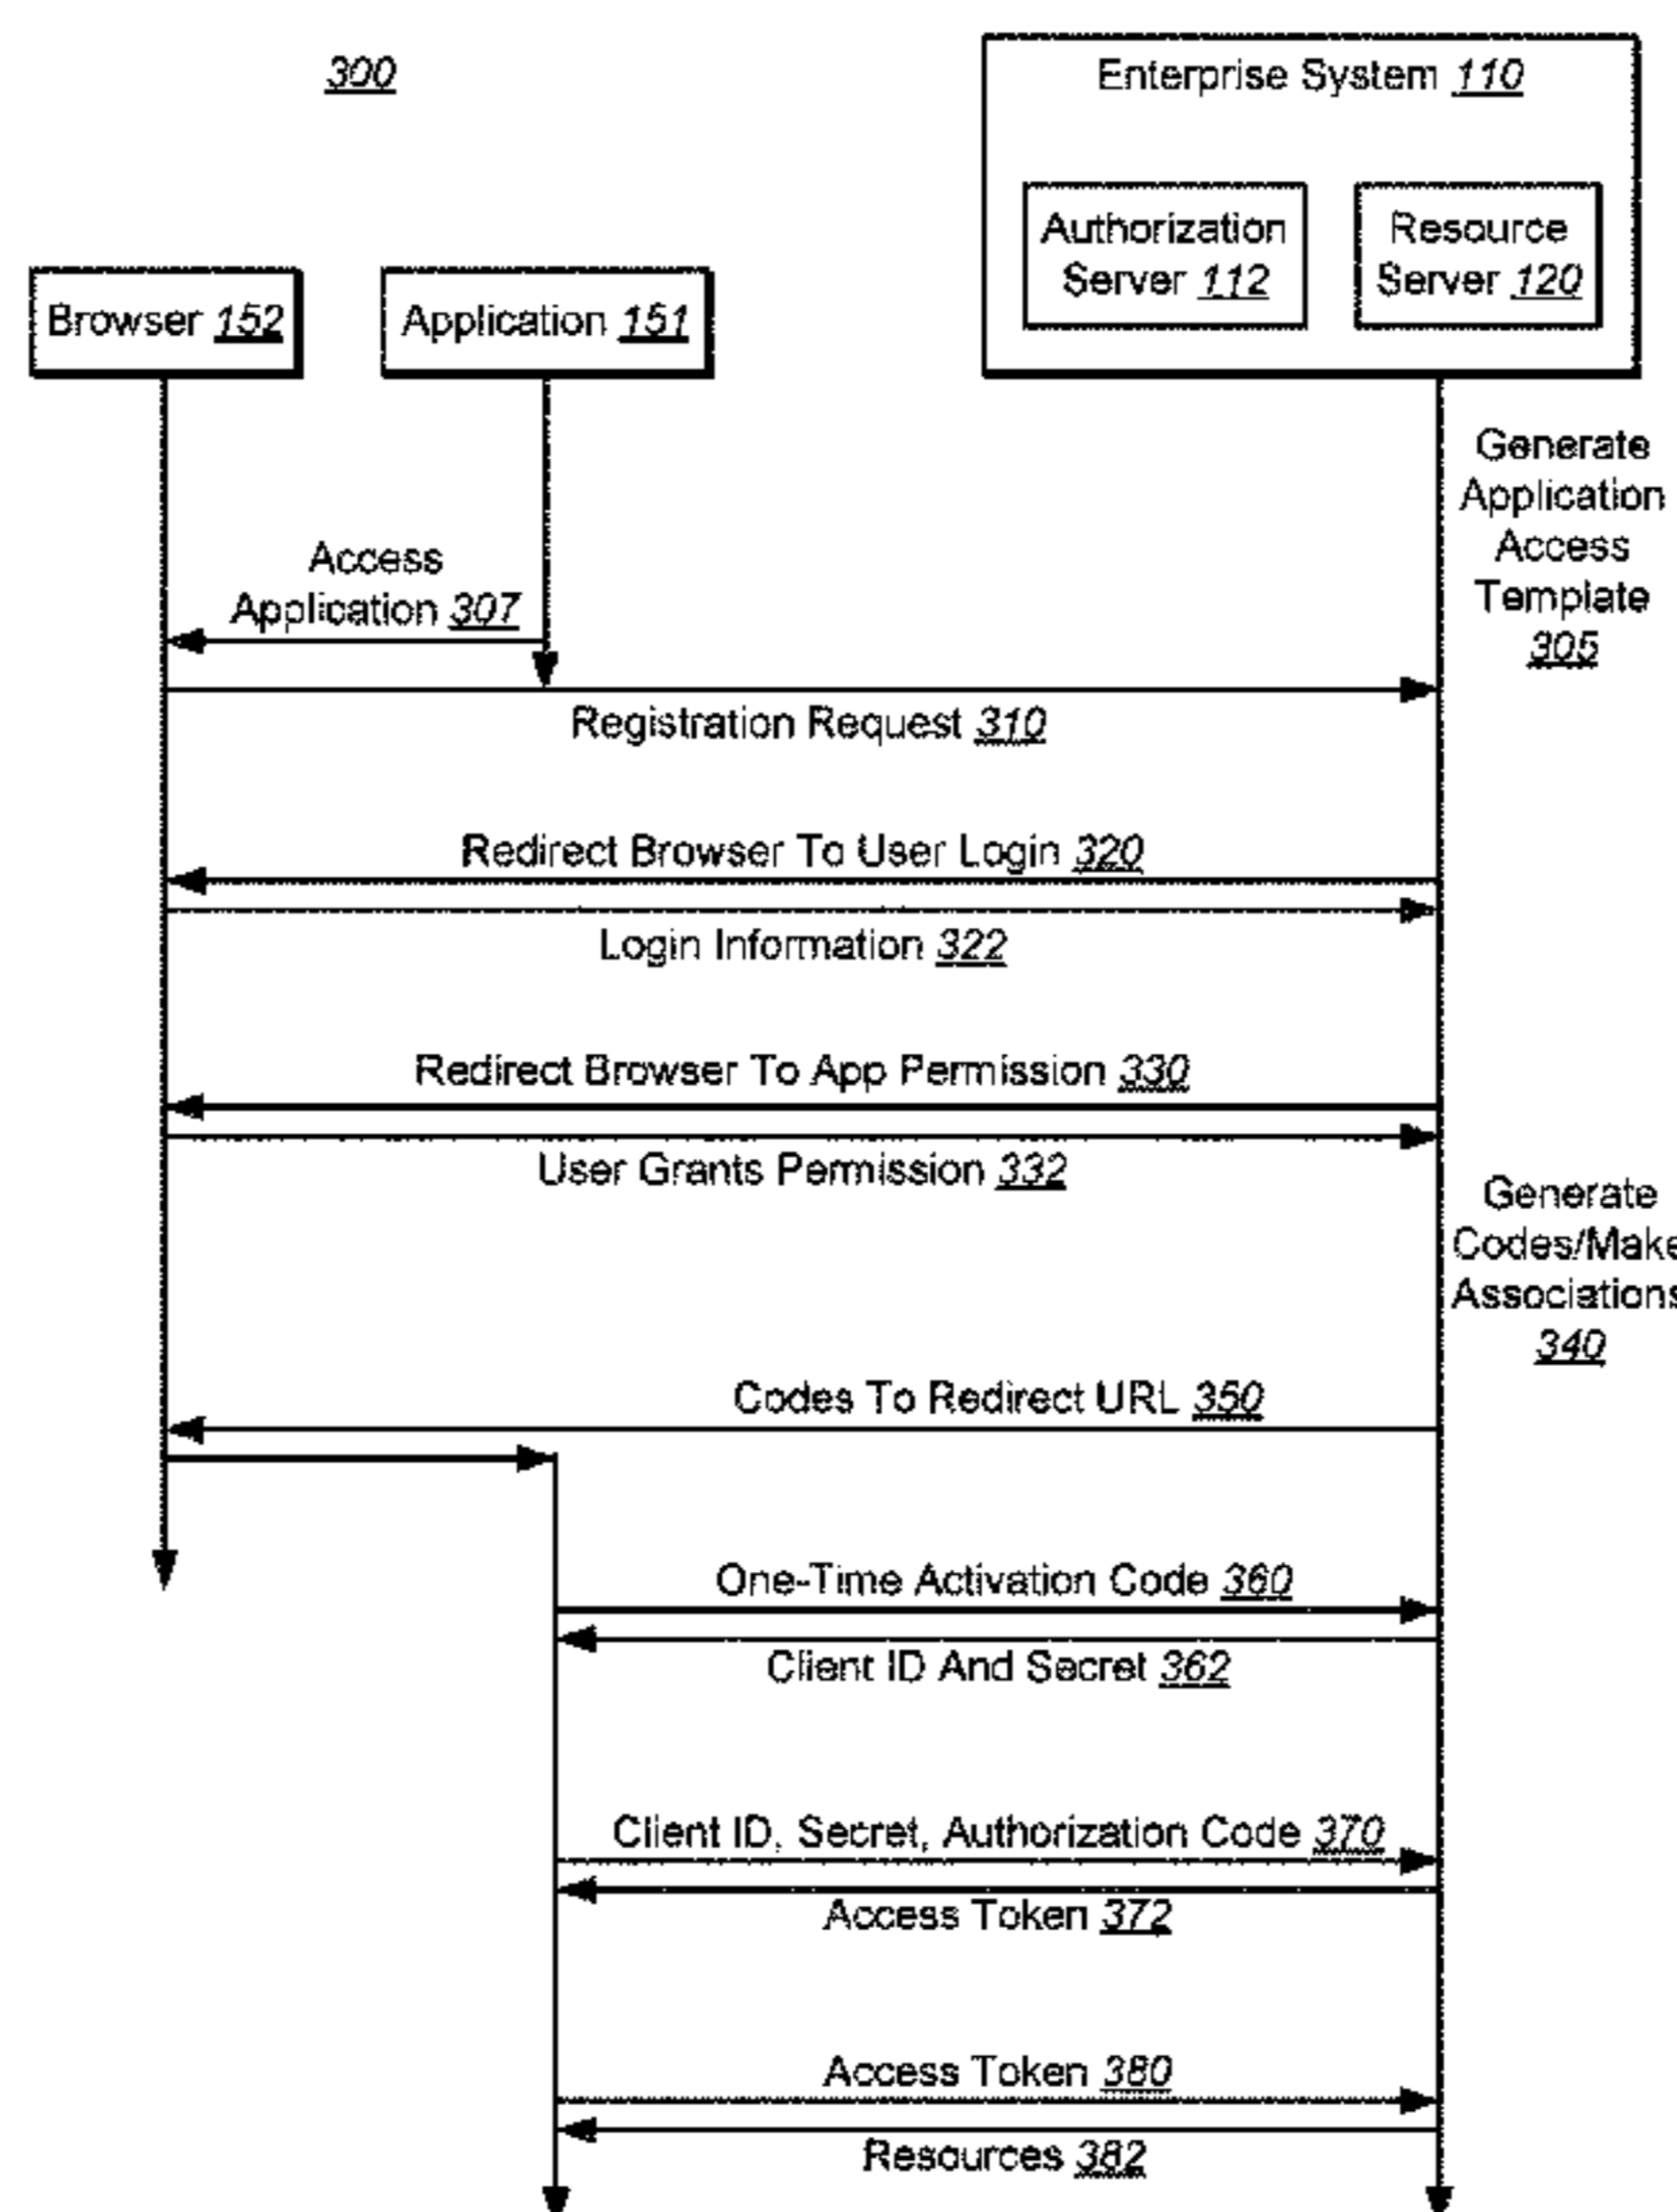 300
Enterprise System 110
Authorization
Server 112
Resource
Server 120
Browser 152
Application 151
Generate
Application
Access
Template
305
Access
Application 307
Registration Request 310
Redirect Browser To User Login 320
Login Information 322
Redirect Browser To App Permission 330
User Grants Permission 332
Generate
Codes/Make
Associations
340
Codes To Redirect URL 350
One-Time Activation Code 360
Client ID And Secret 362
Client ID, Secret, Authorization Code 370
Access Token 372
Access Token 380
Resources 382